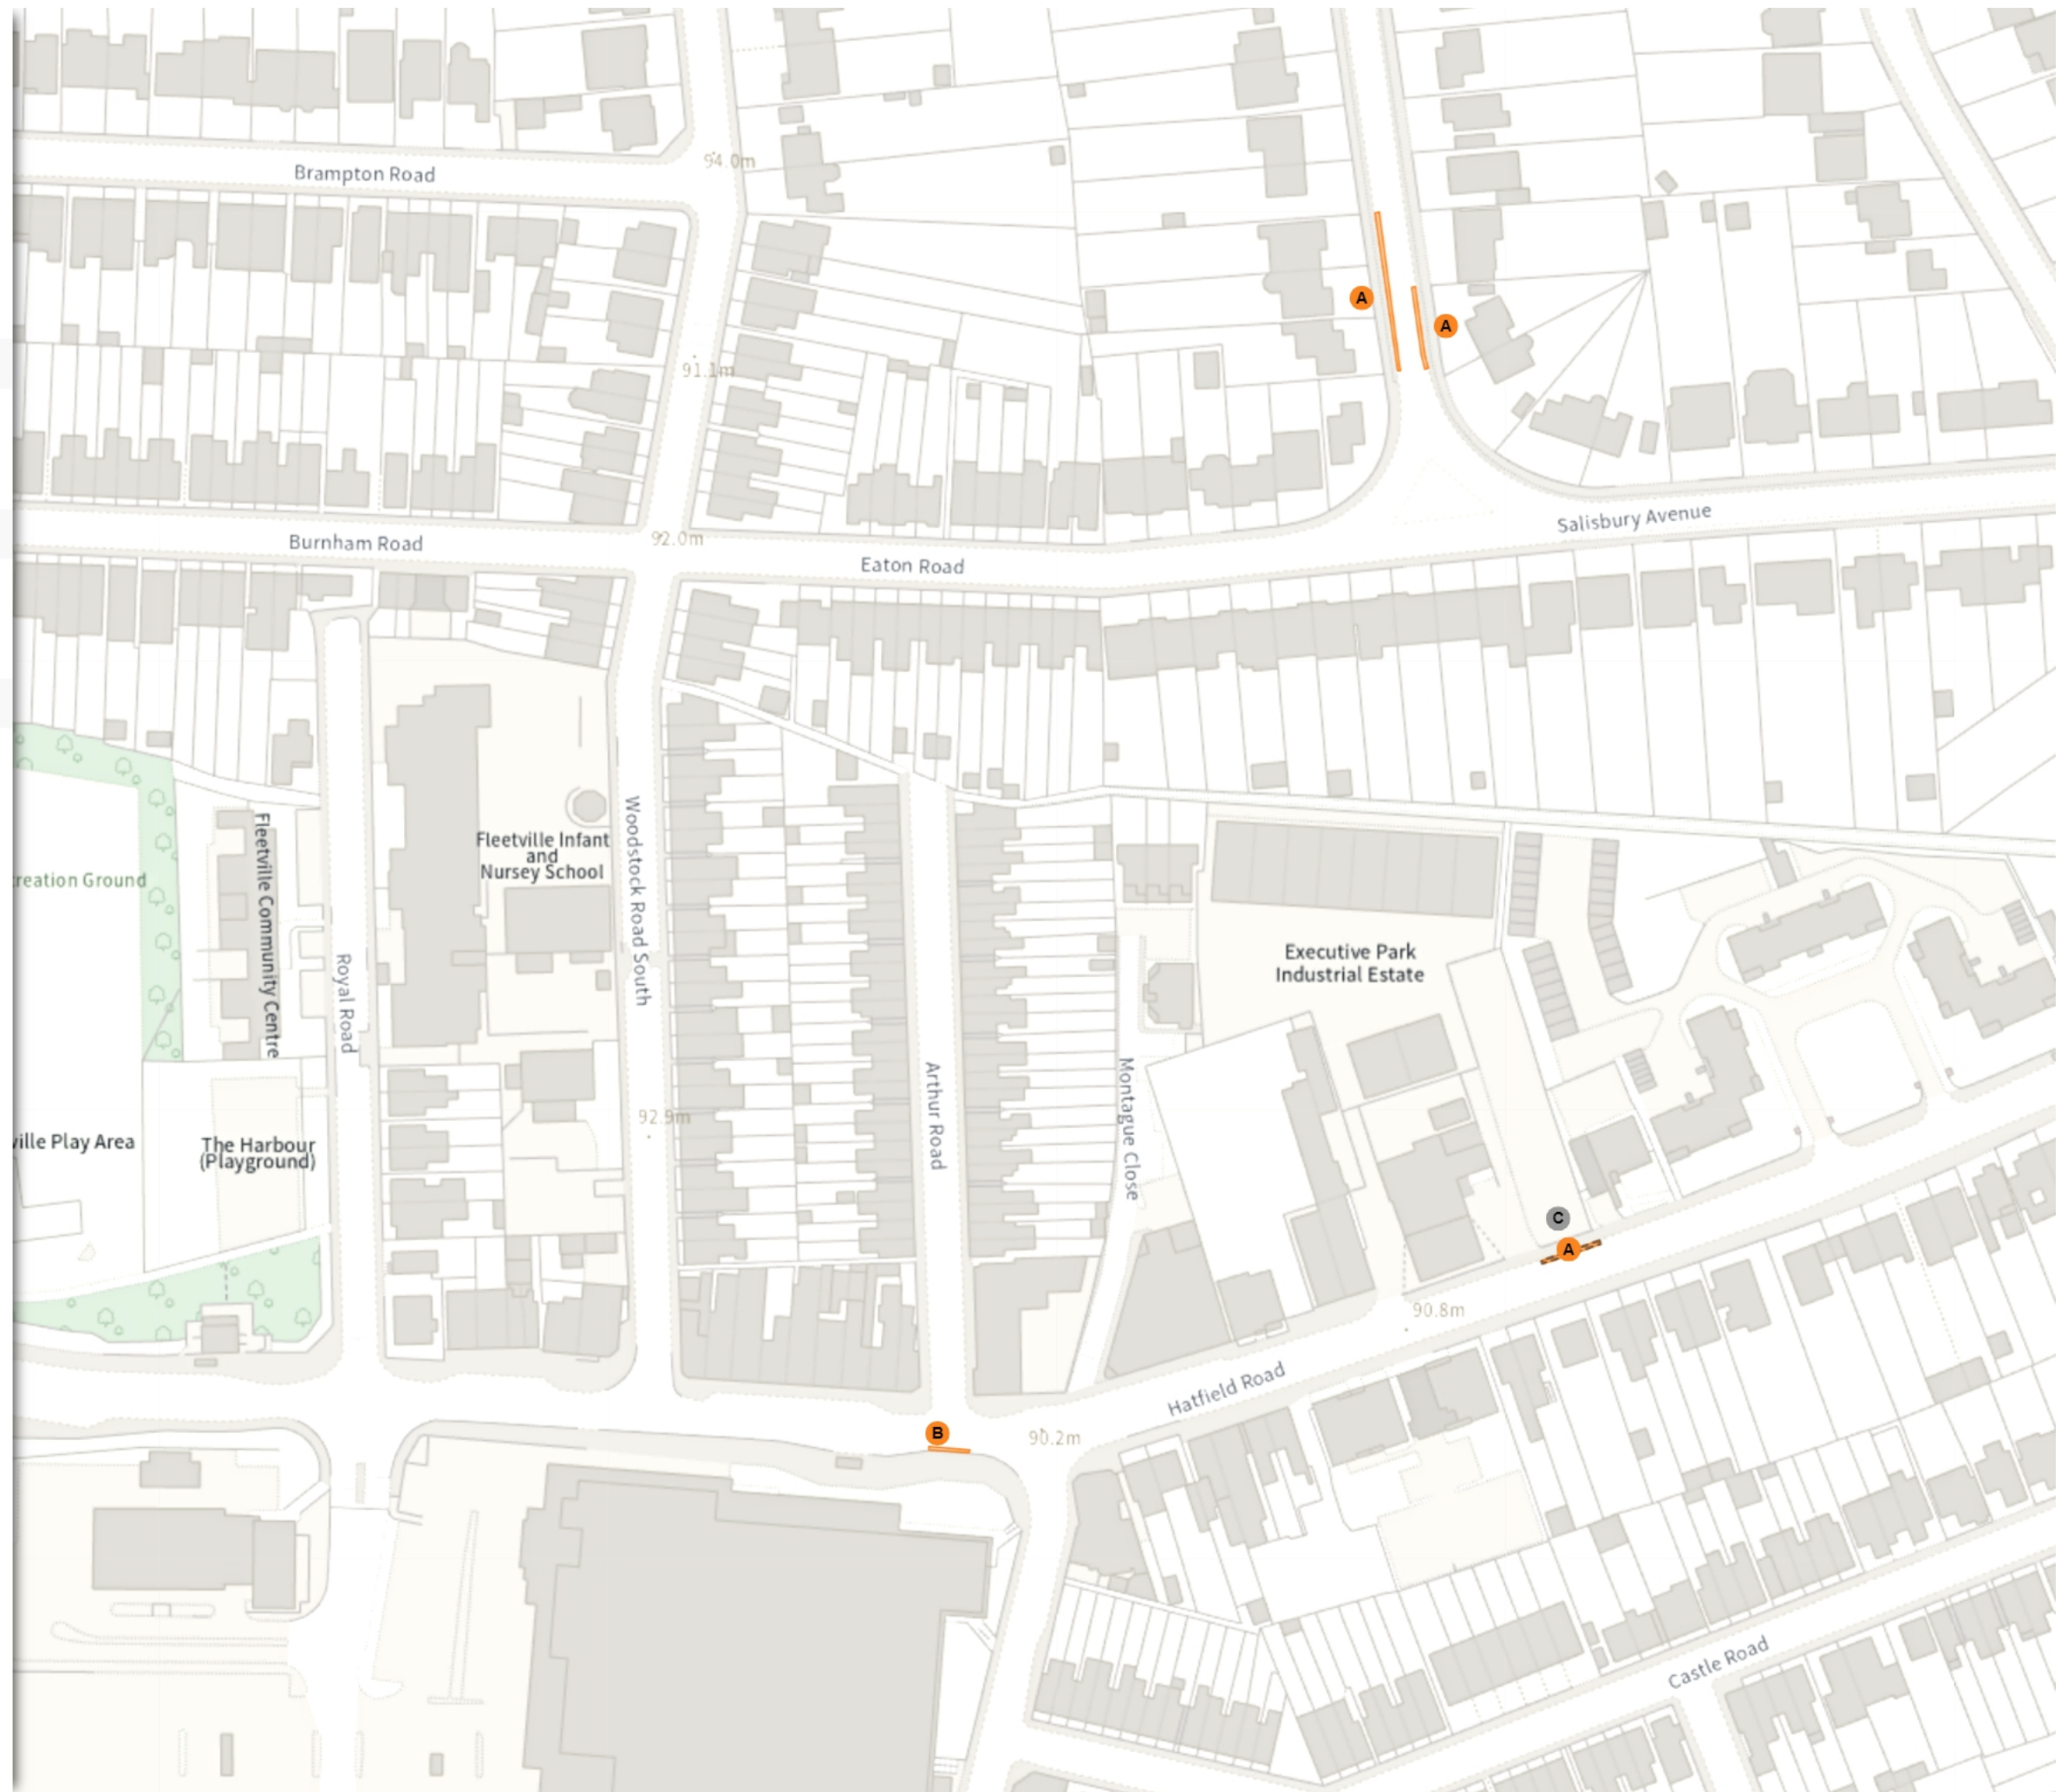 Brampton Road
94.0m
A
A
91.1m
Salisbury Avenue
Burnham Road
92.0m
Eaton Road
Fleetville Infant
and
Nursey School
Woodstock Road South
Fleetville Community Centre
creation Ground
Royal Road
Executive Park
Industrial Estate
Arthur Road
Montague Close
92.9m
ville Play Area
The Harbour
(Playground)
C
A
90.8m
Hatfield Road
B
90.2m
Castle Road